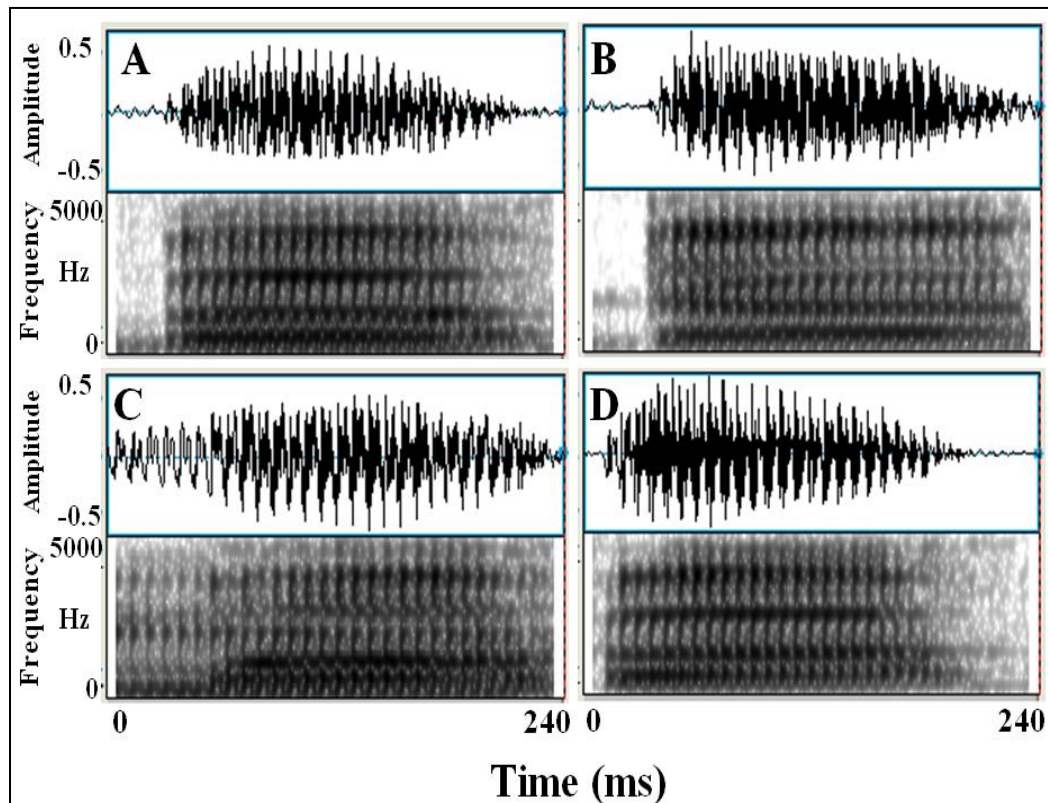 0.5
Amplitude
-0.5
A
5000
Frequency
Hz
0
B
0.5
Amplitude
-0.5
C
5000
Frequency
Hz
0
D
0 240
0 240
Time (ms)